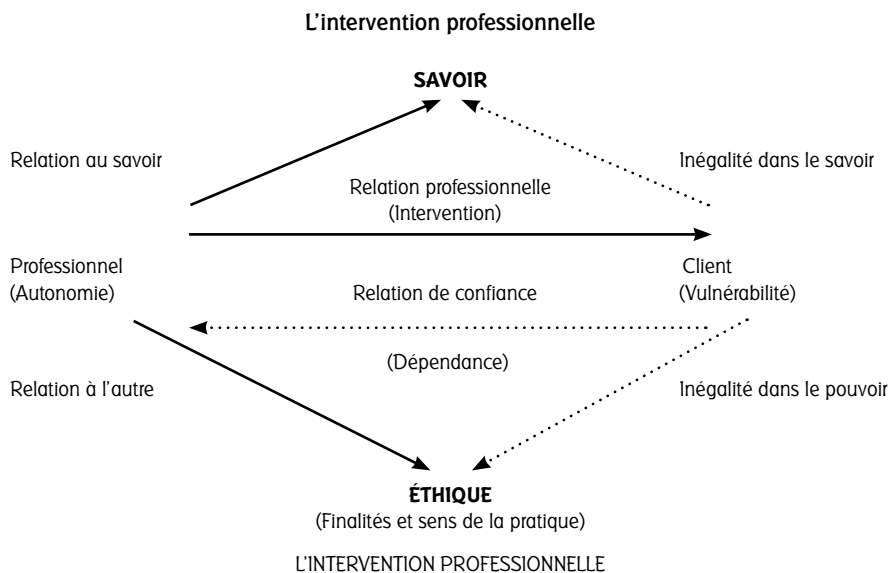 L'intervention professionnelle
SAVOIR
Relation au savoir
Inégalité dans le savoir
Relation professionnelle
(Intervention)
Professionnel
(Autonomie)
Client
(Vulnérabilité)
Relation de confiance
(Dépendance)
Relation à l'autre
Inégalité dans le pouvoir
ÉTHIQUE
(Finalités et sens de la pratique)
L'INTERVENTION PROFESSIONNELLE